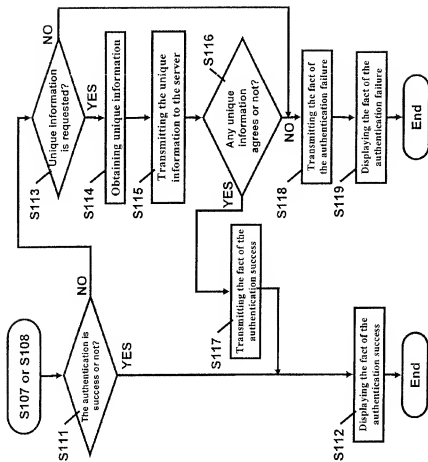 S107 or S108
S111
The authentication is
success or not?
NO
YES
S112
Displaying the fact of the
authentication success
End
S113
Unique Information
is requested?
NO
YES
S114
Obtaining unique information
S115
Transmitting the unique
information to the server
S116
Any unique
information
agrees or not?
YES
NO
S117
Transmitting the fact of the
authentication success
S118
Transmitting the fact of
the authentication failure
S119
Displaying the fact of the
authentication failure
End